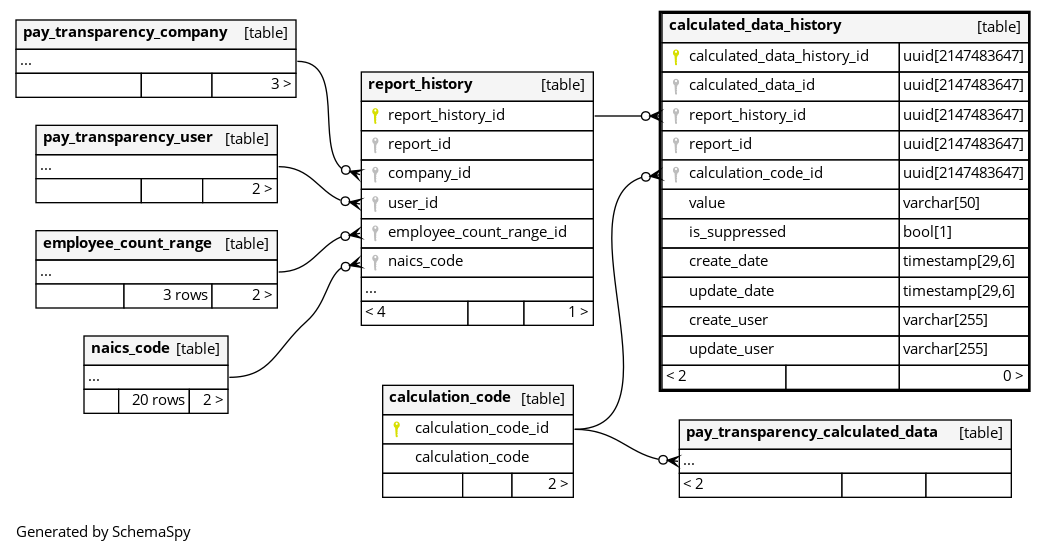 pay_transparency_company [table]
...
3 >
pay_transparency_user [table]
...
2 >
employee_count_range [table]
...
3 rows 2 >
naics_code [table]
...
20 rows 2 >
report_history [table]
report_history_id
report_id
company_id
user_id
employee_count_range_id
naics_code
...
< 4 1 >
calculation_code [table]
calculation_code_id
calculation_code
2 >
calculated_data_history [table]
calculated_data_history_id uuid[2147483647]
calculated_data_id uuid[2147483647]
report_history_id uuid[2147483647]
report_id uuid[2147483647]
calculation_code_id uuid[2147483647]
value varchar[50]
is_suppressed bool[1]
create_date timestamp[29,6]
update_date timestamp[29,6]
create_user varchar[255]
update_user varchar[255]
< 2 0 >
pay_transparency_calculated_data [table]
...
< 2
Generated by SchemaSpy